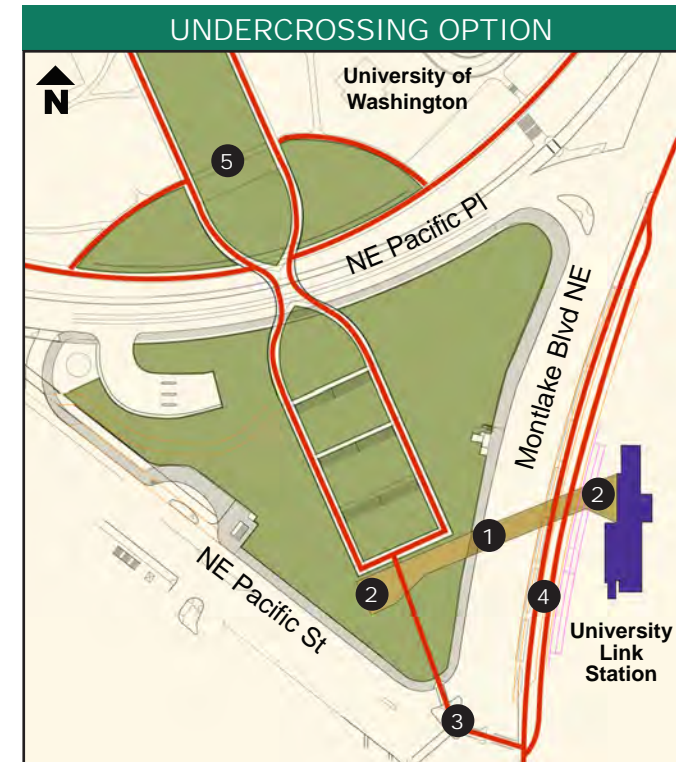 UNDERCROSSING OPTION
N
University of
Washington
5
NE Pacific Pl
Montlake Blvd NE
2
1
2
4
NE Pacific St
University
Link
Station
3